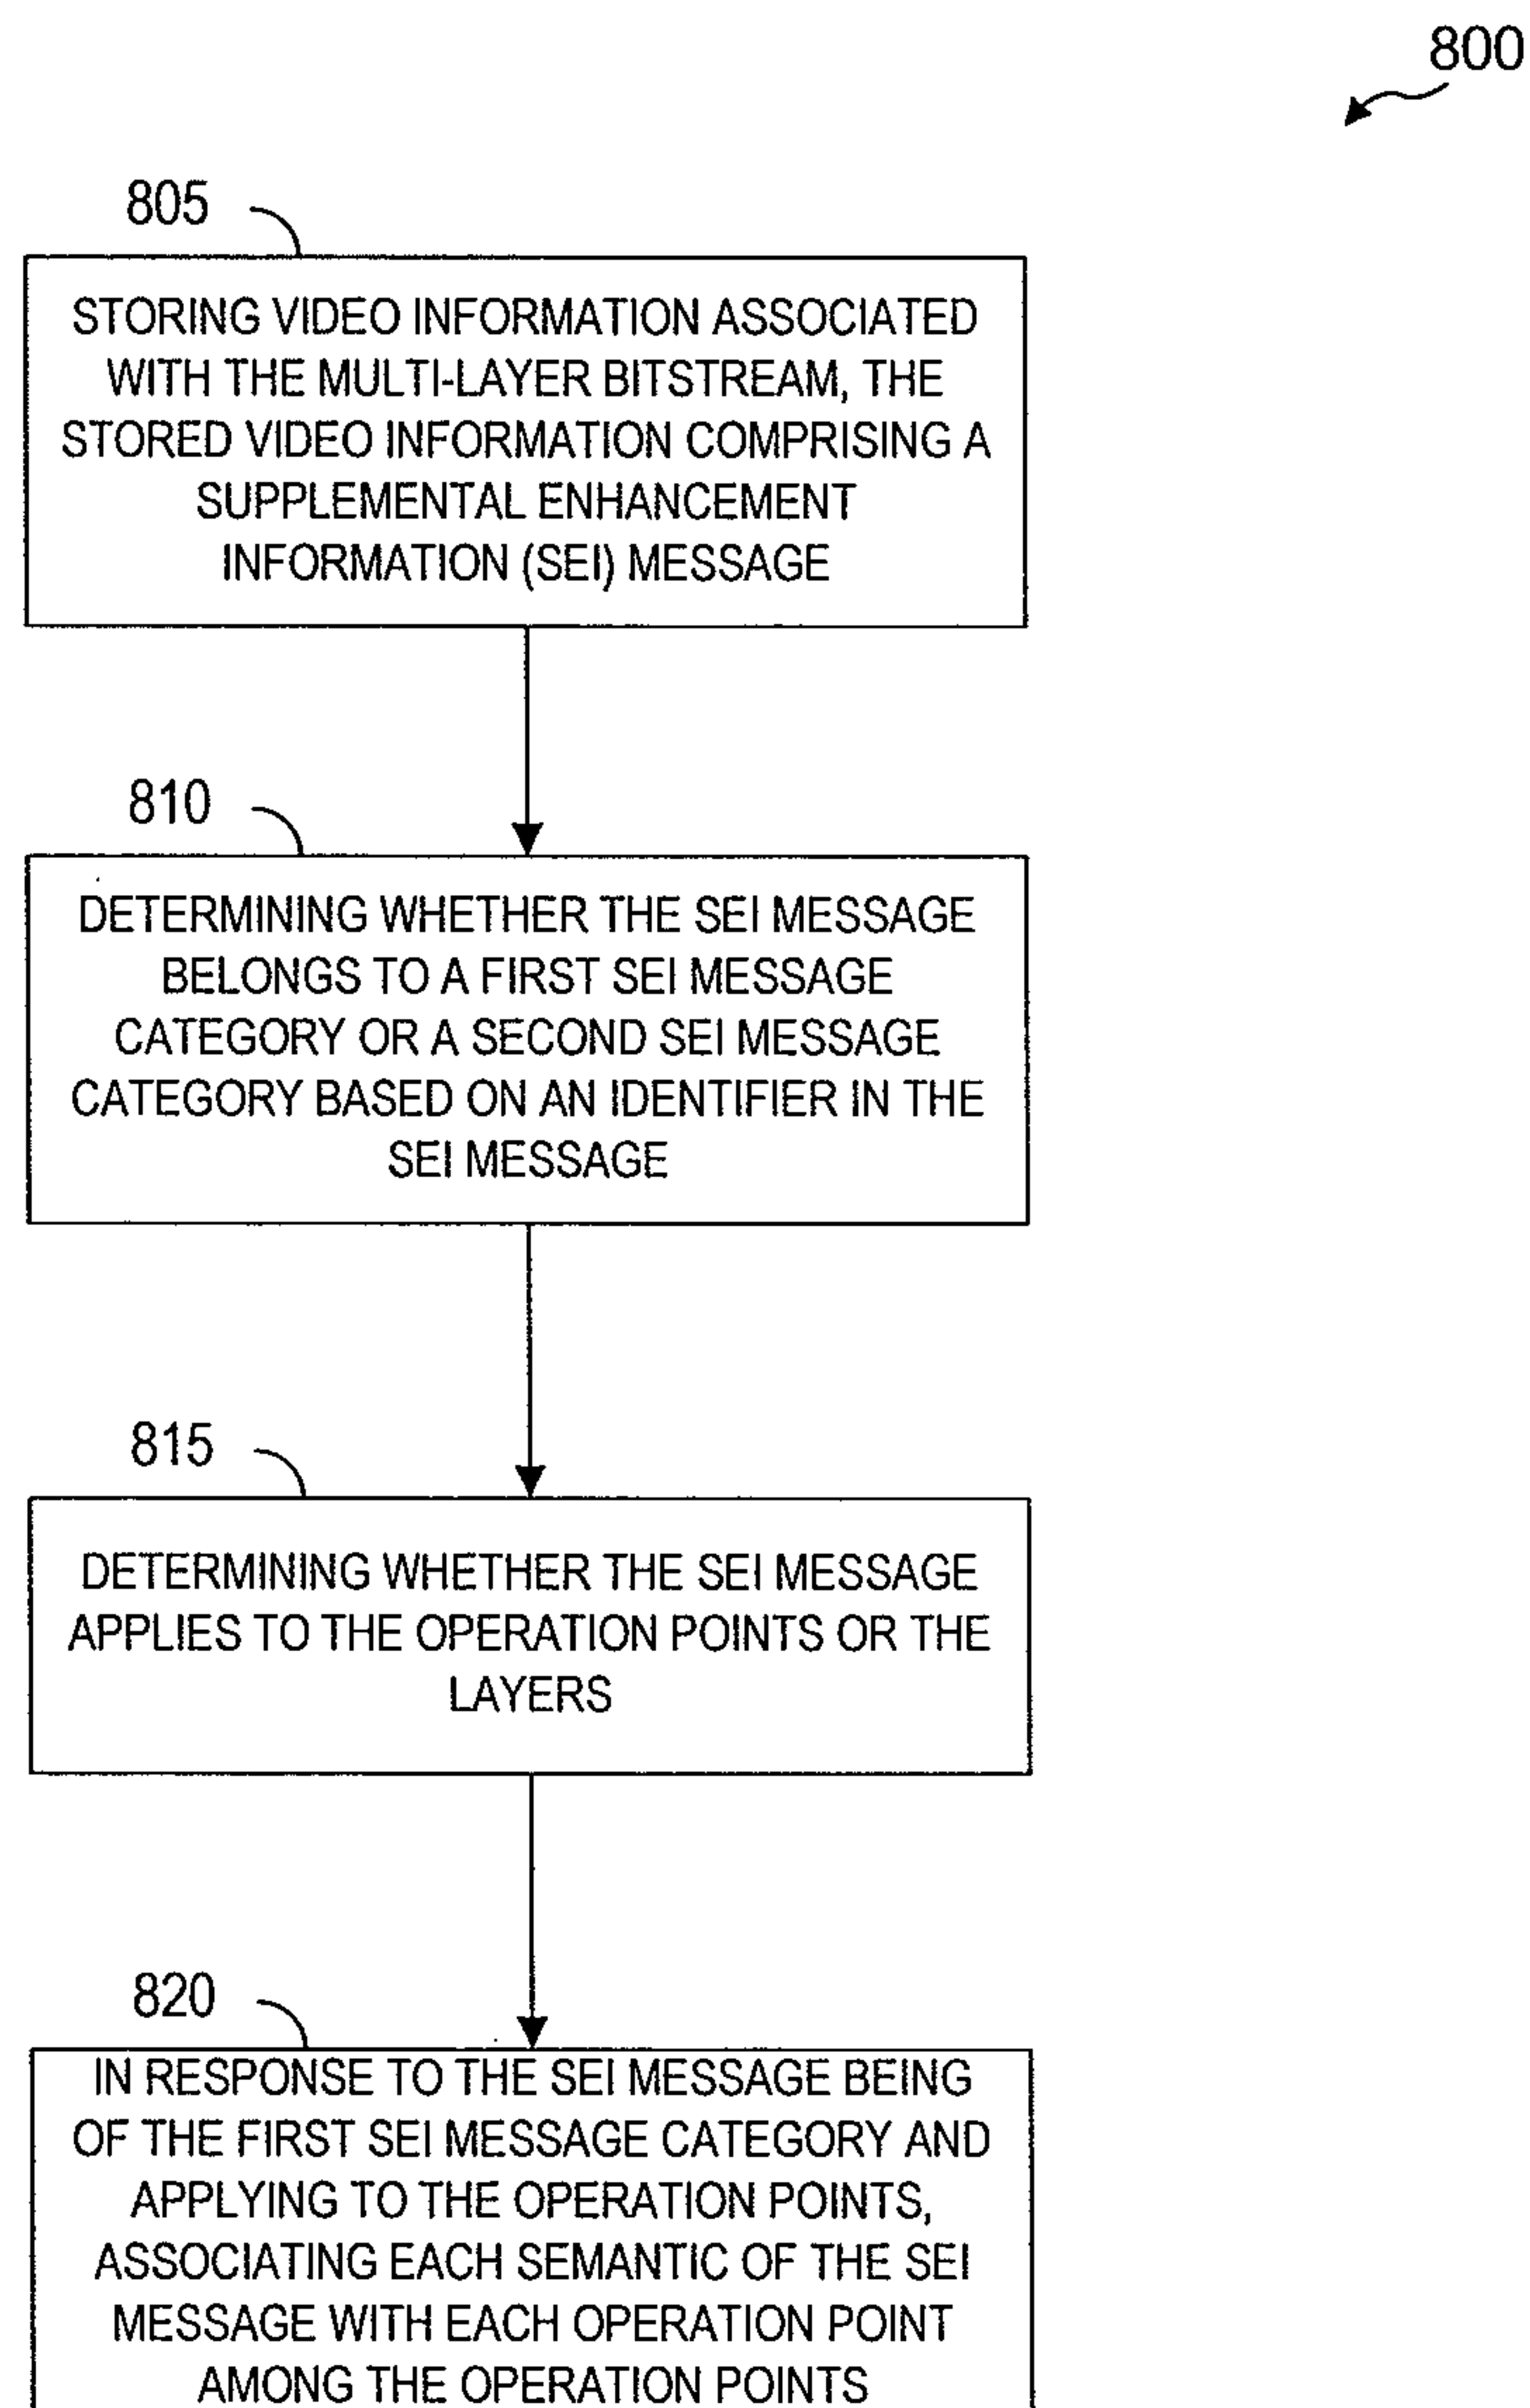 800
805
STORING VIDEO INFORMATION ASSOCIATED
WITH THE MULTI-LAYER BITSTREAM, THE
STORED VIDEO INFORMATION COMPRISING A
SUPPLEMENTAL ENHANCEMENT
INFORMATION (SEI) MESSAGE
810
DETERMINING WHETHER THE SEI MESSAGE
BELONGS TO A FIRST SEI MESSAGE
CATEGORY OR A SECOND SEI MESSAGE
CATEGORY BASED ON AN IDENTIFIER IN THE
SEI MESSAGE
815
DETERMINING WHETHER THE SEI MESSAGE
APPLIES TO THE OPERATION POINTS OR THE
LAYERS
820
IN RESPONSE TO THE SEI MESSAGE BEING
OF THE FIRST SEI MESSAGE CATEGORY AND
APPLYING TO THE OPERATION POINTS,
ASSOCIATING EACH SEMANTIC OF THE SEI
MESSAGE WITH EACH OPERATION POINT
AMONG THE OPERATION POINTS